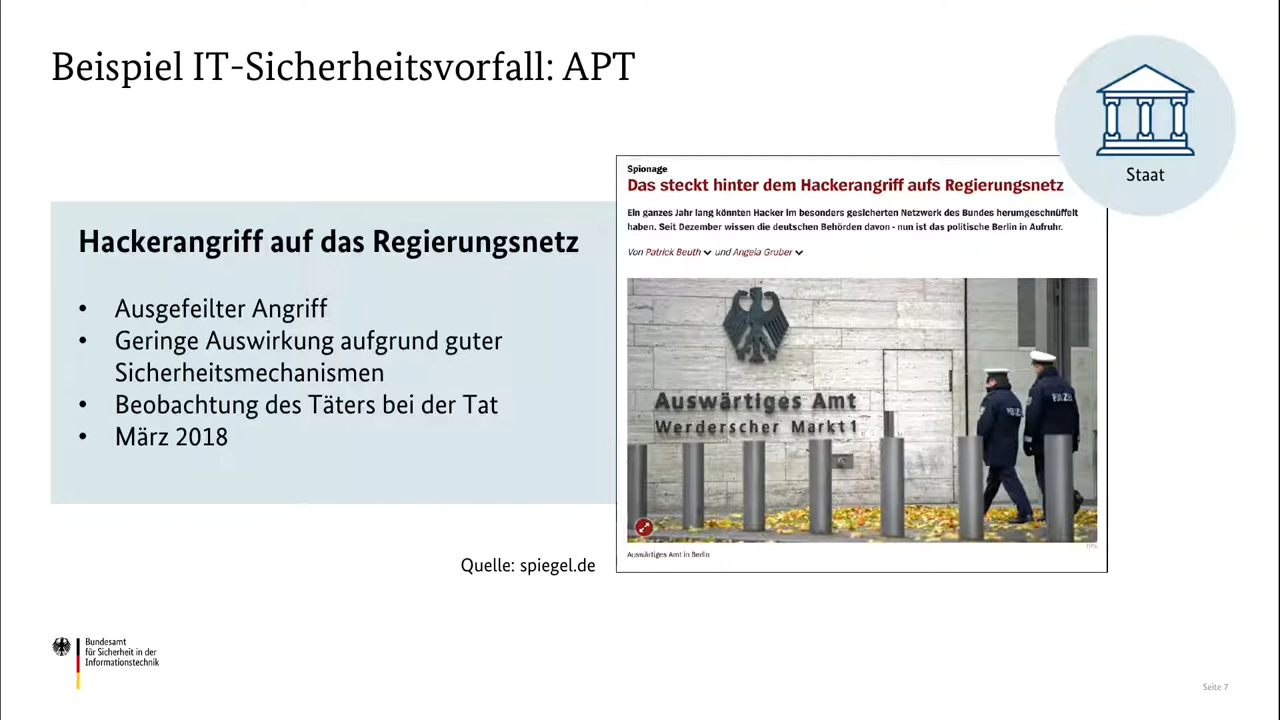 Beispiel IT-Sicherheitsvorfall: APT
Staat
Hackerangriff auf das Regierungsnetz
• Ausgefeilter Angriff
• Geringe Auswirkung aufgrund guter
Sicherheitsmechanismen
• Beobachtung des Täters bei der Tat
• März 2018
Spionage
Das steckt hinter dem Hackerangriff aufs Regierungsnetz
Ein ganzes Jahr lang könnten Hacker im besonders gesicherten Netzwerk des Bundes herumgeschnüffelt
haben. Seit Dezember wissen die deutschen Behörden davon - nun ist das politische Berlin in Aufruhr.
Von Patrick Beuth und Angela Gruber
Auswärtiges Amt
Werderscher Markt 1
POLIZEI
POLIZEI
DPA
Auswärtiges Amt in Berlin
Quelle: spiegel.de
Bundesamt
für Sicherheit in der
Informationstechnik
Seite 7